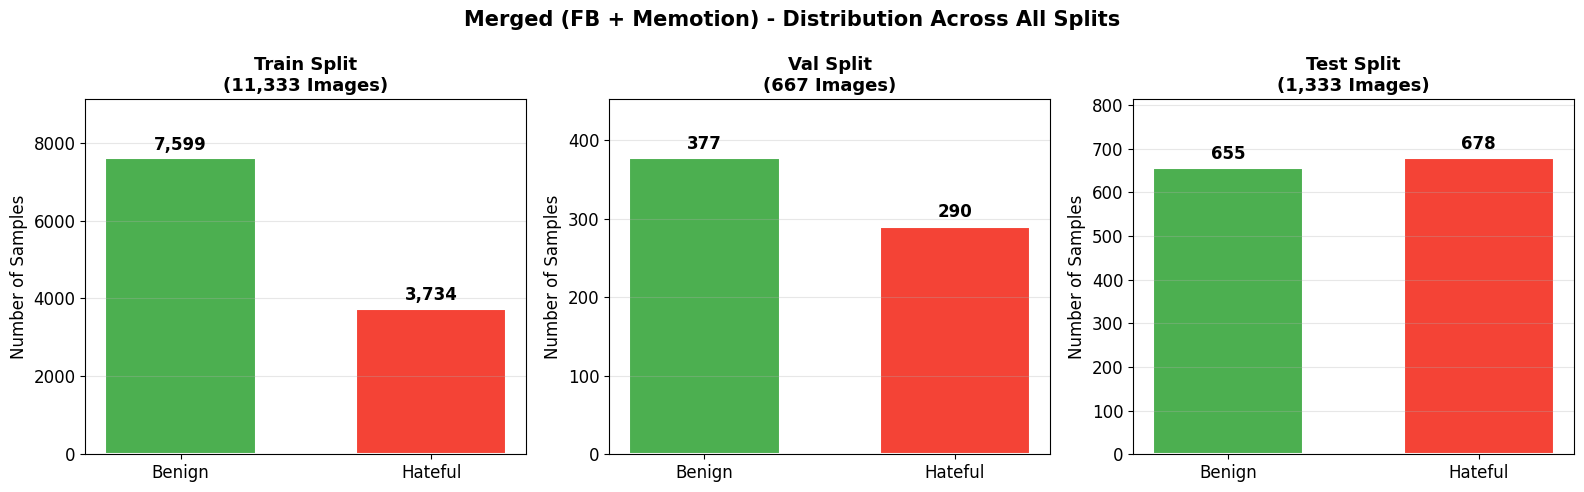 Merged (FB + Memotion) - Distribution Across All Splits
Train Split
(11,333 Images)
Number of Samples
8000
6000
4000
2000
0
7,599
3,734
Benign
Hateful
Val Split
(667 Images)
Number of Samples
400
300
200
100
0
377
290
Benign
Hateful
Test Split
(1,333 Images)
Number of Samples
800
700
600
500
400
300
200
100
0
655
678
Benign
Hateful